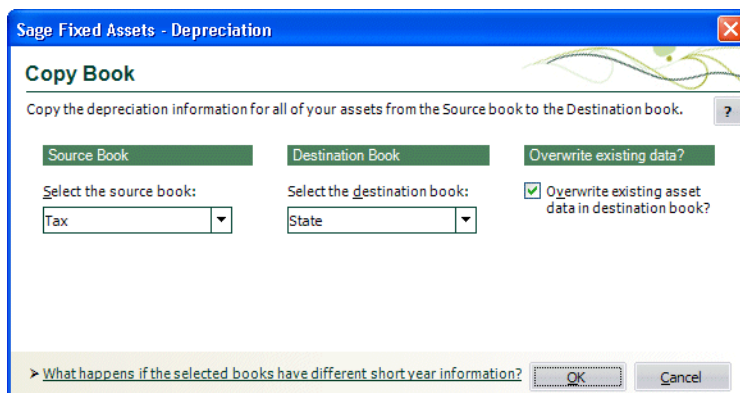 Sage Fixed Assets - Depreciation
Copy Book
Copy the depreciation information for all of your assets from the Source book to the Destination book.
?
Source Book
Select the source book:
Tax
Destination Book
Select the destination book:
State
Overwrite existing data?
Overwrite existing asset
data in destination book?
What happens if the selected books have different short year information?
OK
Cancel